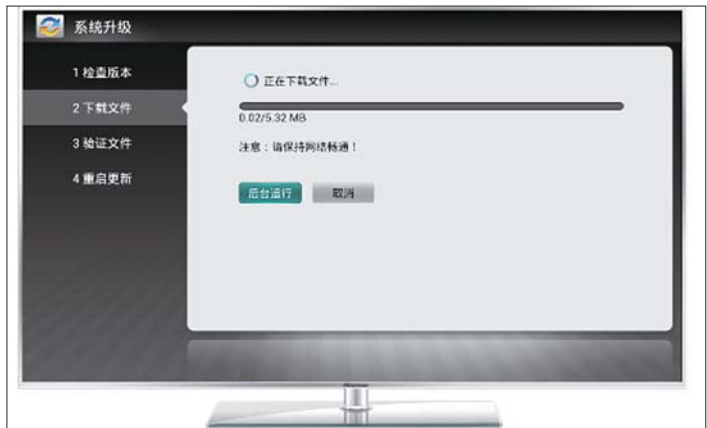 系统升级
1 检查版本
2 下载文件
3 验证文件
4 重启更新
正在下载文件...
0.02/5.32 MB
注意：请保持网络畅通！
后台运行
取消
Hisense